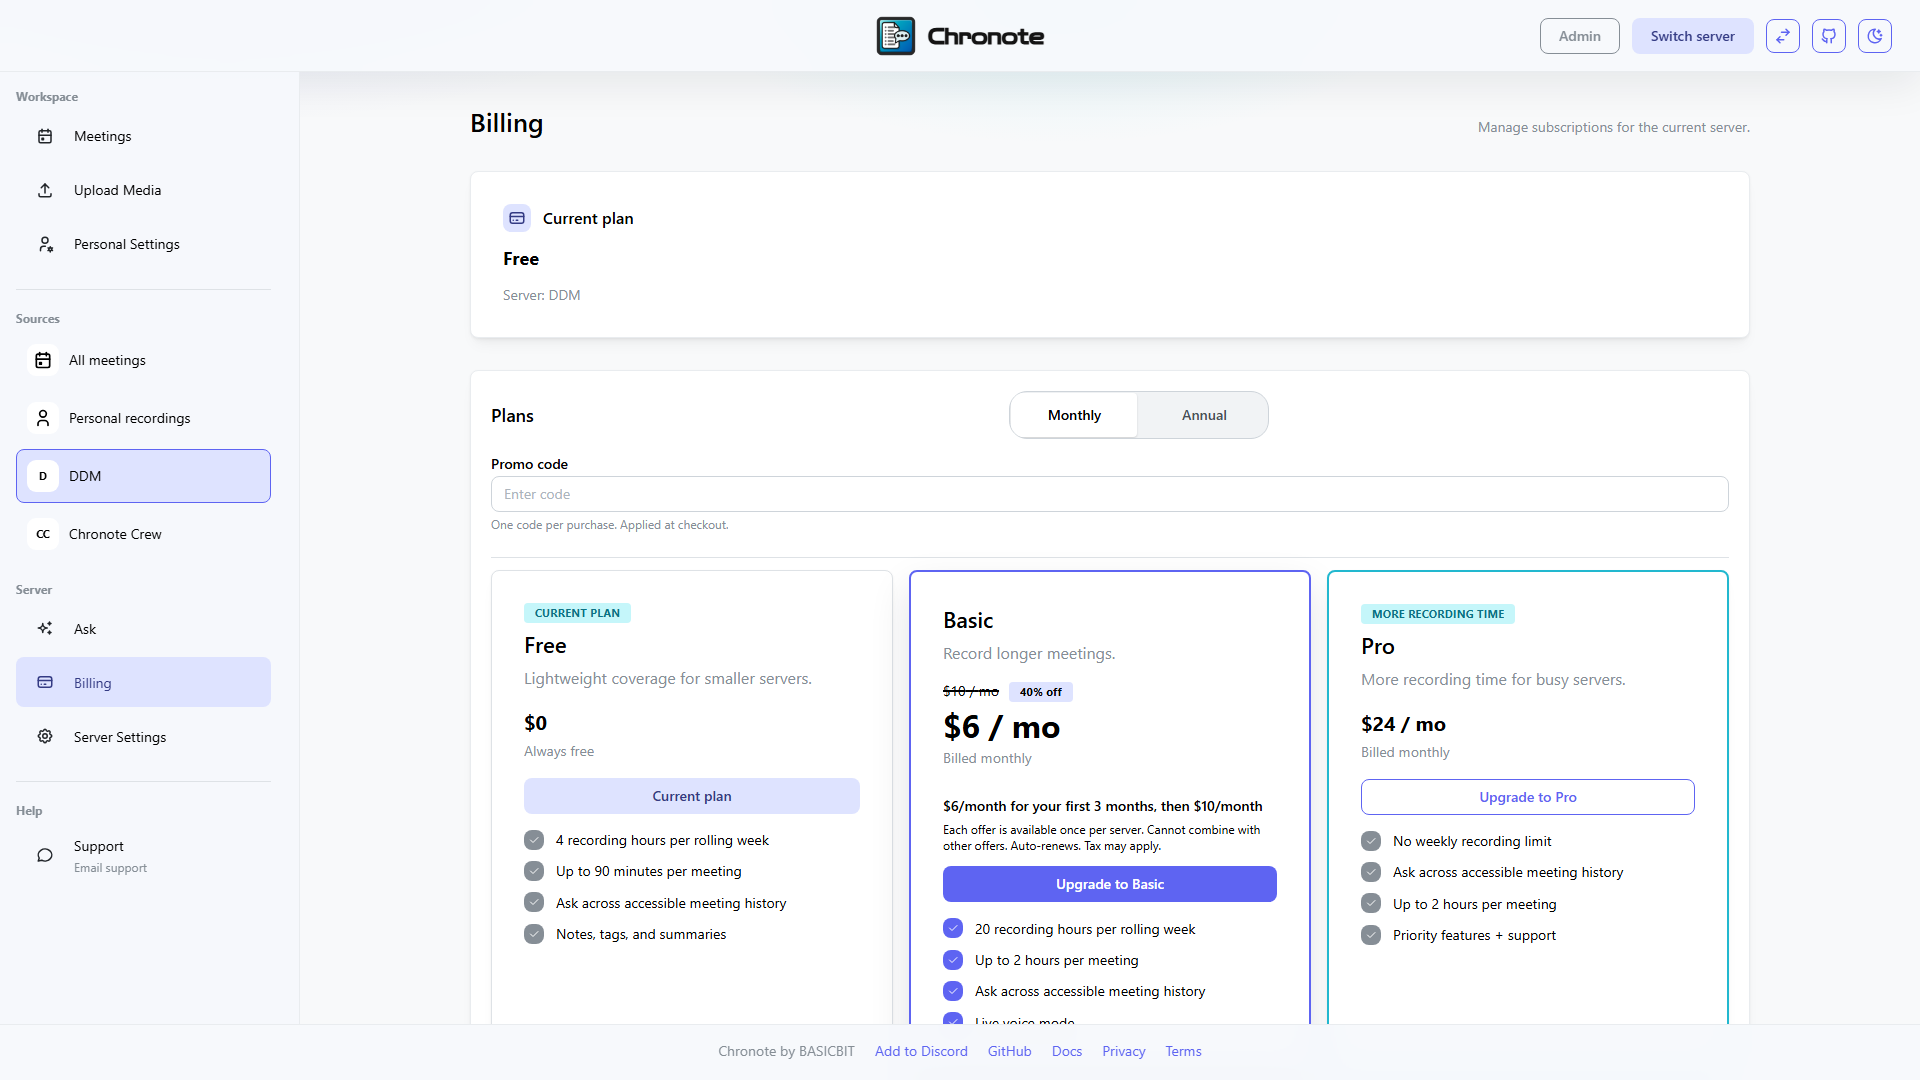 Chronote
Admin
Switch server
Workspace
Meetings
Upload Media
Personal Settings
Sources
All meetings
Personal recordings
D
DDM
CC
Chronote Crew
Server
Ask
Billing
Server Settings
Help
Support
Email support
Billing
Manage subscriptions for the current server.
Current plan
Free
Server: DDM
Plans
Monthly
Annual
Promo code
Enter code
One code per purchase. Applied at checkout.
CURRENT PLAN
Free
Lightweight coverage for smaller servers.
$0
Always free
Current plan
4 recording hours per rolling week
Up to 90 minutes per meeting
Ask across accessible meeting history
Notes, tags, and summaries
Basic
Record longer meetings.
$10 / mo
40% off
$6 / mo
Billed monthly
$6/month for your first 3 months, then $10/month
Each offer is available once per server. Cannot combine with
other offers. Auto-renews. Tax may apply.
Upgrade to Basic
20 recording hours per rolling week
Up to 2 hours per meeting
Ask across accessible meeting history
Live voice mode
MORE RECORDING TIME
Pro
More recording time for busy servers.
$24 / mo
Billed monthly
Upgrade to Pro
No weekly recording limit
Ask across accessible meeting history
Up to 2 hours per meeting
Priority features + support
Chronote by BASICBIT
Add to Discord
GitHub
Docs
Privacy
Terms